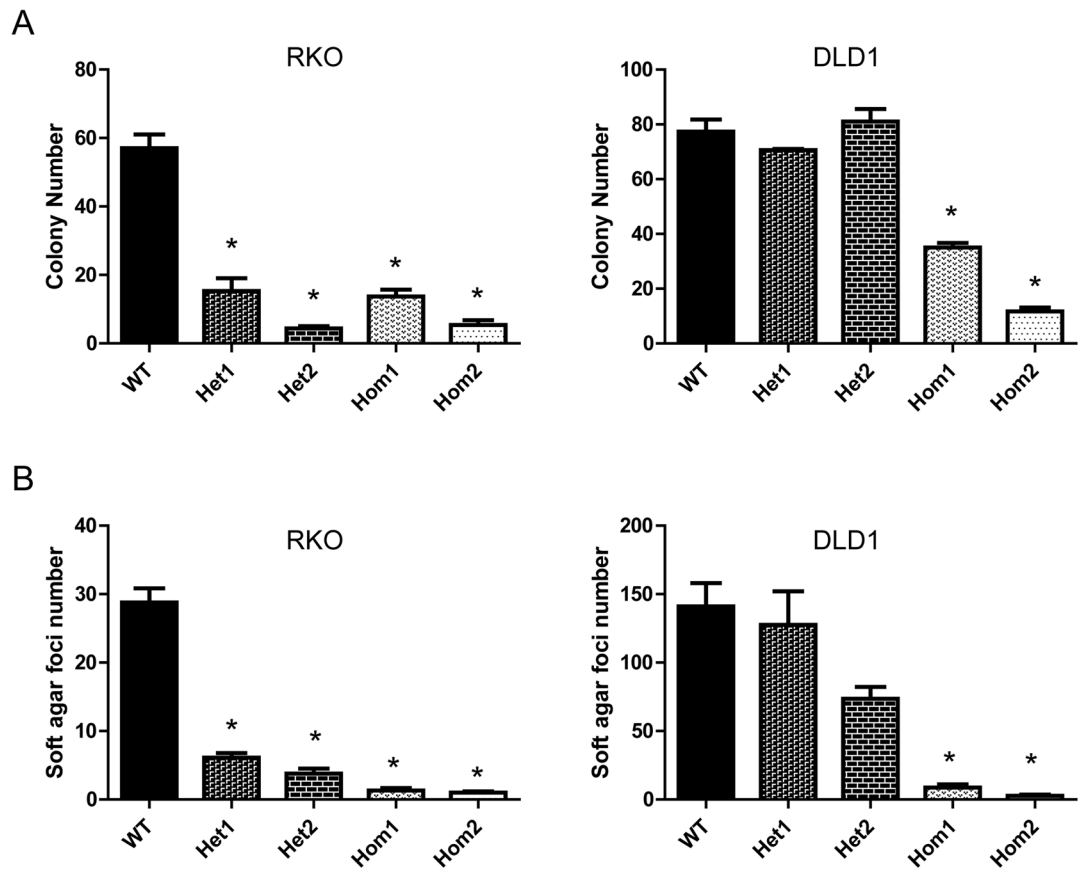 A
RKO
DLD1
Colony Number
80
60
40
20
0
*
*
*
*
WT
Het1
Het2
Hom1
Hom2
Colony Number
100
80
60
40
20
0
*
*
WT
Het1
Het2
Hom1
Hom2
B
RKO
DLD1
Soft agar foci number
40
30
20
10
0
*
*
*
*
WT
Het1
Het2
Hom1
Hom2
Soft agar foci number
200
150
100
50
0
*
*
WT
Het1
Het2
Hom1
Hom2